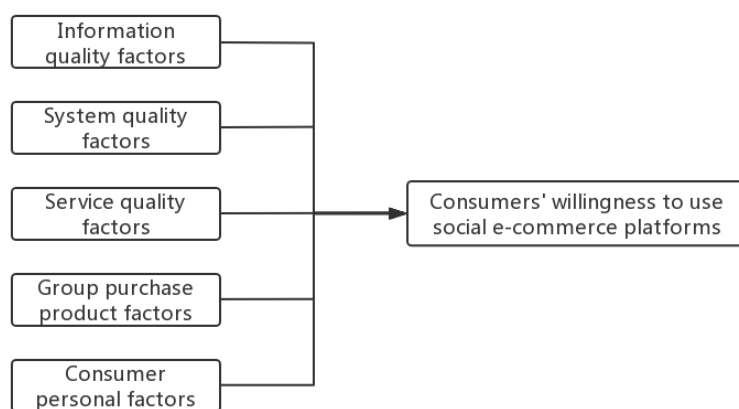 Information
quality factors
System quality
factors
Service quality
factors
Group purchase
product factors
Consumer
personal factors
Consumers' willingness to use
social e-commerce platforms